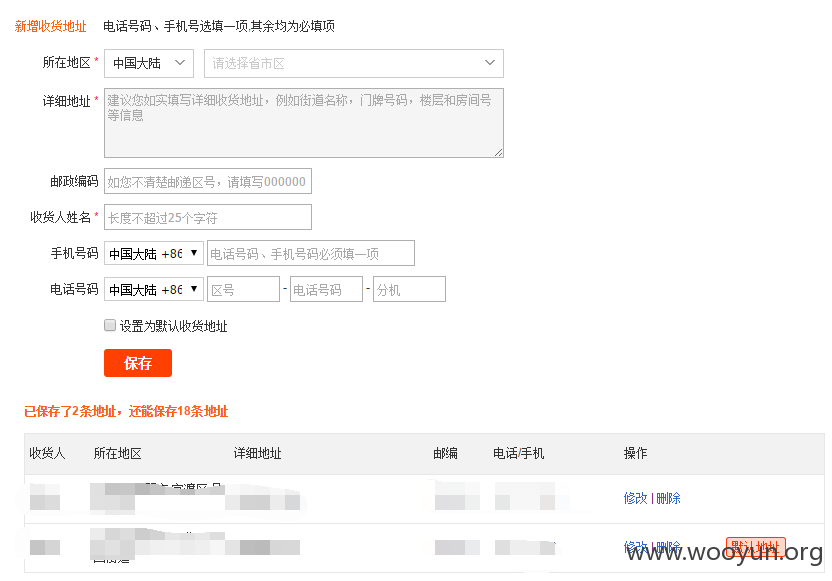 新增收货地址 电话号码、手机号选填一项,其余均为必填项
所在地区* 中国大陆 请选择省市区
详细地址* 建议您如实填写详细收货地址，例如街道名称，门牌号码，楼层和房间号
等信息
邮政编码 如您不清楚邮递区号，请填写000000
收货人姓名* 长度不超过25个字符
手机号码 中国大陆 +86 电话号码、手机号码必须填一项
电话号码 中国大陆 +86 区号 - 电话号码 - 分机
设置为默认收货地址
保存
已保存了2条地址，还能保存18条地址
收货人 所在地区 详细地址 邮编 电话/手机 操作
修改 | 删除
修改 | 删除 默认地址
www.wooyun.org